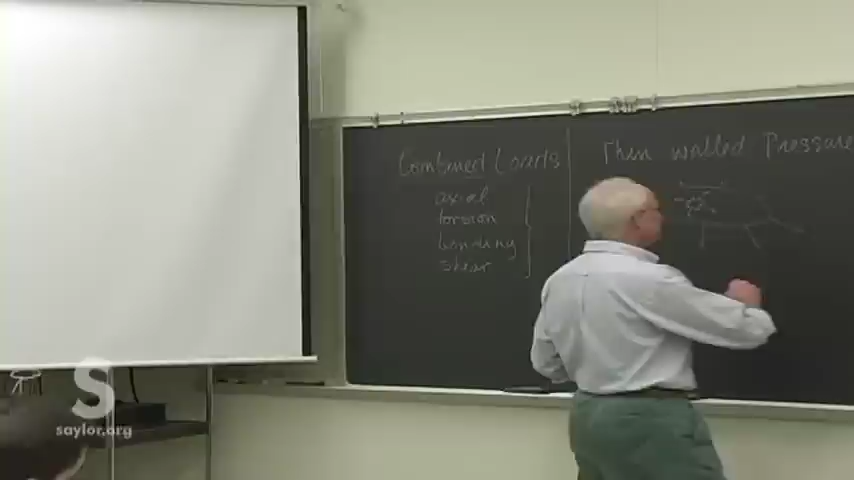 Combined Loads
axial
torsion
bending
shear
Thin walled Pressure
S
saylor.org